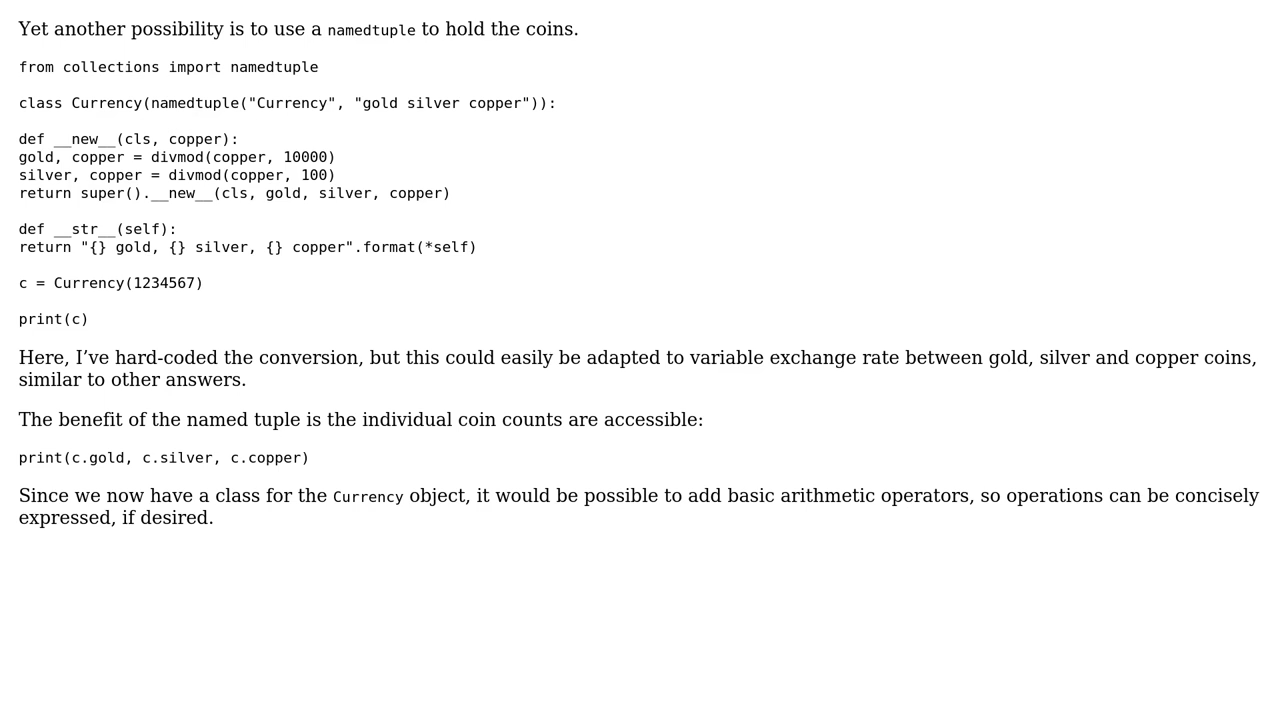 Yet another possibility is to use a namedtuple to hold the coins.
from collections import namedtuple
class Currency(namedtuple("Currency", "gold silver copper")):
def __new__(cls, copper):
gold, copper = divmod(copper, 10000)
silver, copper = divmod(copper, 100)
return super().__new__(cls, gold, silver, copper)
def __str__(self):
return "{} gold, {} silver, {} copper".format(*self)
c = Currency(1234567)
print(c)
Here, I’ve hard-coded the conversion, but this could easily be adapted to variable exchange rate between gold, silver and copper coins,
similar to other answers.
The benefit of the named tuple is the individual coin counts are accessible:
print(c.gold, c.silver, c.copper)
Since we now have a class for the Currency object, it would be possible to add basic arithmetic operators, so operations can be concisely
expressed, if desired.